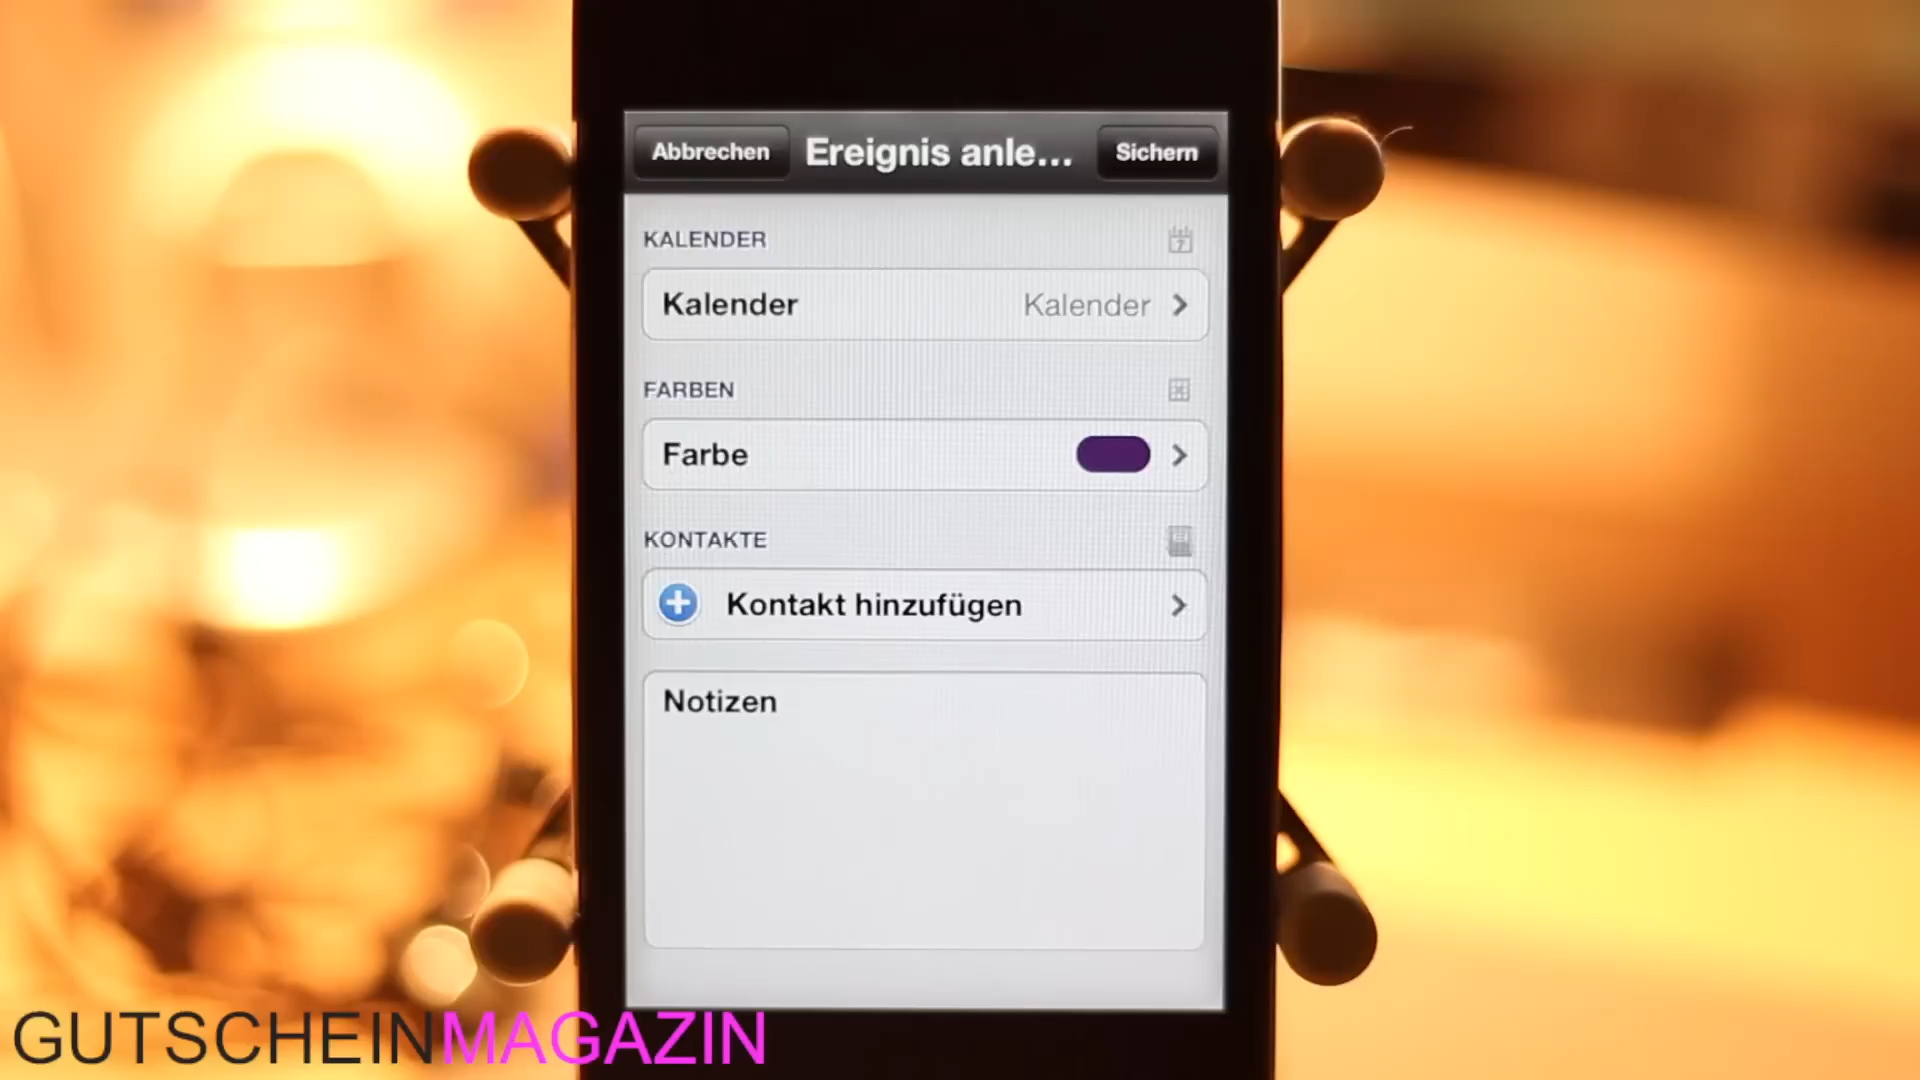 Abbrechen Ereignis anle... Sichern
KALENDER
Kalender Kalender
FARBEN
Farbe
KONTAKTE
Kontakt hinzufügen
Notizen
GUTSCHEINMAGAZIN